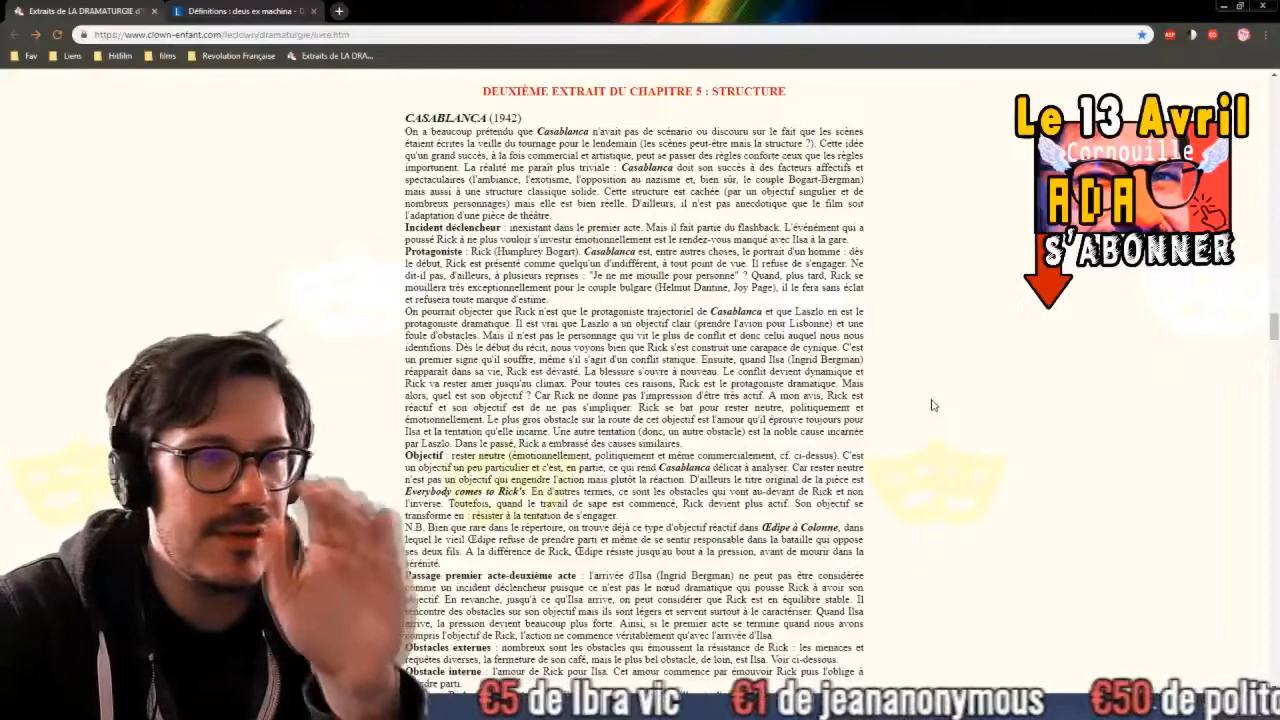 Extraits de LA DRAMATURGIE d'
Définitions : deus ex machina - D
https://www.clown-enfant.com/leclown/dramaturgie/livre.htm
Fav
Liens
Hitfilm
films
Revolution Française
Extraits de LA DRA...
DEUXIÈME EXTRAIT DU CHAPITRE 5 : STRUCTURE
CASABLANCA (1942)
On a beaucoup prétendu que Casablanca n'avait pas de scénario ou discouru sur le fait que les scènes
étaient écrites la veille du tournage pour le lendemain (les scènes peut-être mais la structure ?). Cette idée
qu'un grand succès, à la fois commercial et artistique, peut se passer des règles conforte ceux que les règles
importunent. La réalité me paraît plus triviale : Casablanca doit son succès à des facteurs affectifs et
spectaculaires (l'ambiance, l'exotisme, l'opposition au nazisme et, bien sûr, le couple Bogart-Bergman)
mais aussi à une structure classique solide. Cette structure est cachée (par un objectif singulier et de
nombreux personnages) mais elle est bien réelle. D'ailleurs, il n'est pas anecdotique que le film soit
l'adaptation d'une pièce de théâtre.
Incident déclencheur : inexistant dans le premier acte. Mais il fait partie du flashback. L'événement qui a
poussé Rick à ne plus vouloir s'investir émotionnellement est le rendez-vous manqué avec Ilsa à la gare.
Protagoniste : Rick (Humphrey Bogart). Casablanca est, entre autres choses, le portrait d'un homme : dès
le début, Rick est présenté comme quelqu'un d'indifférent, à tout point de vue. Il refuse de s'engager. Ne
dit-il pas, d'ailleurs, à plusieurs reprises : "Je ne me mouille pour personne" ? Quand, plus tard, Rick se
mouillera très exceptionnellement pour le couple bulgare (Helmut Dantine, Joy Page), il le fera sans éclat
et refusera toute marque d'estime.
On pourrait objecter que Rick n'est que le protagoniste trajectoriel de Casablanca et que Laszlo en est le
protagoniste dramatique. Il est vrai que Laszlo a un objectif clair (prendre l'avion pour Lisbonne) et une
foule d'obstacles. Mais il n'est pas le personnage qui vit le plus de conflit et donc celui auquel nous nous
identifions. Dès le début du récit, nous voyons bien que Rick s'est construit une carapace de cynique. C'est
un premier signe qu'il souffre, même s'il s'agit d'un conflit statique. Ensuite, quand Ilsa (Ingrid Bergman)
réapparaît dans sa vie, Rick est dévasté. La blessure s'ouvre à nouveau. Le conflit devient dynamique et
Rick va rester amer jusqu'au climax. Pour toutes ces raisons, Rick est le protagoniste dramatique. Mais
alors, quel est son objectif ? Car Rick ne donne pas l'impression d'être très actif. A mon avis, Rick est
réactif et son objectif est de ne pas s'impliquer. Rick se bat pour rester neutre, politiquement et
émotionnellement. Le plus gros obstacle sur la route de cet objectif est l'amour qu'il éprouve toujours pour
Ilsa et la tentation qu'elle incarne. Une autre tentation (donc, un autre obstacle) est la noble cause incarnée
par Laszlo. Dans le passé, Rick a embrassé des causes similaires.
Objectif : rester neutre (émotionnellement, politiquement et même commercialement, cf. ci-dessus). C'est
un objectif un peu particulier et c'est, en partie, ce qui rend Casablanca délicat à analyser. Car rester neutre
n'est pas un objectif qui engendre l'action mais plutôt la réaction. D'ailleurs le titre original de la pièce est
Everybody comes to Rick's. En d'autres termes, ce sont les obstacles qui vont au-devant de Rick et non
l'inverse. Toutefois, quand le travail de sape est commencé, Rick devient plus actif. Son objectif se
transforme en : résister à la tentation de s'engager.
N.B. Bien que rare dans le répertoire, on trouve déjà ce type d'objectif réactif dans Œdipe à Colonne, dans
lequel le vieil Œdipe refuse de prendre parti et même de se sentir responsable dans la bataille qui oppose
ses deux fils. A la différence de Rick, Œdipe résiste jusqu'au bout à la pression, avant de mourir dans la
sérénité.
Passage premier acte-deuxième acte : l'arrivée d'Ilsa (Ingrid Bergman) ne peut pas être considérée
comme un incident déclencheur puisque ce n'est pas le nœud dramatique qui pousse Rick à avoir son
objectif. En revanche, jusqu'à ce qu'Ilsa arrive, on peut considérer que Rick est en équilibre stable. Il
rencontre des obstacles sur son objectif mais ils sont légers et servent surtout à le caractériser. Quand Ilsa
arrive, la pression devient beaucoup plus forte. Ainsi, si le premier acte se termine quand nous avons
compris l'objectif de Rick, l'action ne commence véritablement qu'avec l'arrivée d'Ilsa.
Obstacles externes : nombreux sont les obstacles qui émoussent la résistance de Rick : les menaces et
requêtes diverses, la fermeture de son café, mais le plus bel obstacle, de loin, est Ilsa. Voir ci-dessous.
Obstacle interne : l'amour de Rick pour Ilsa. Cet amour commence par émouvoir Rick puis l'oblige à
prendre parti.
Le 13 Avril
Cornouille
ADA
S'ABONNER
€5 de Ibra vic €1 de jeananonymous €50 de polito